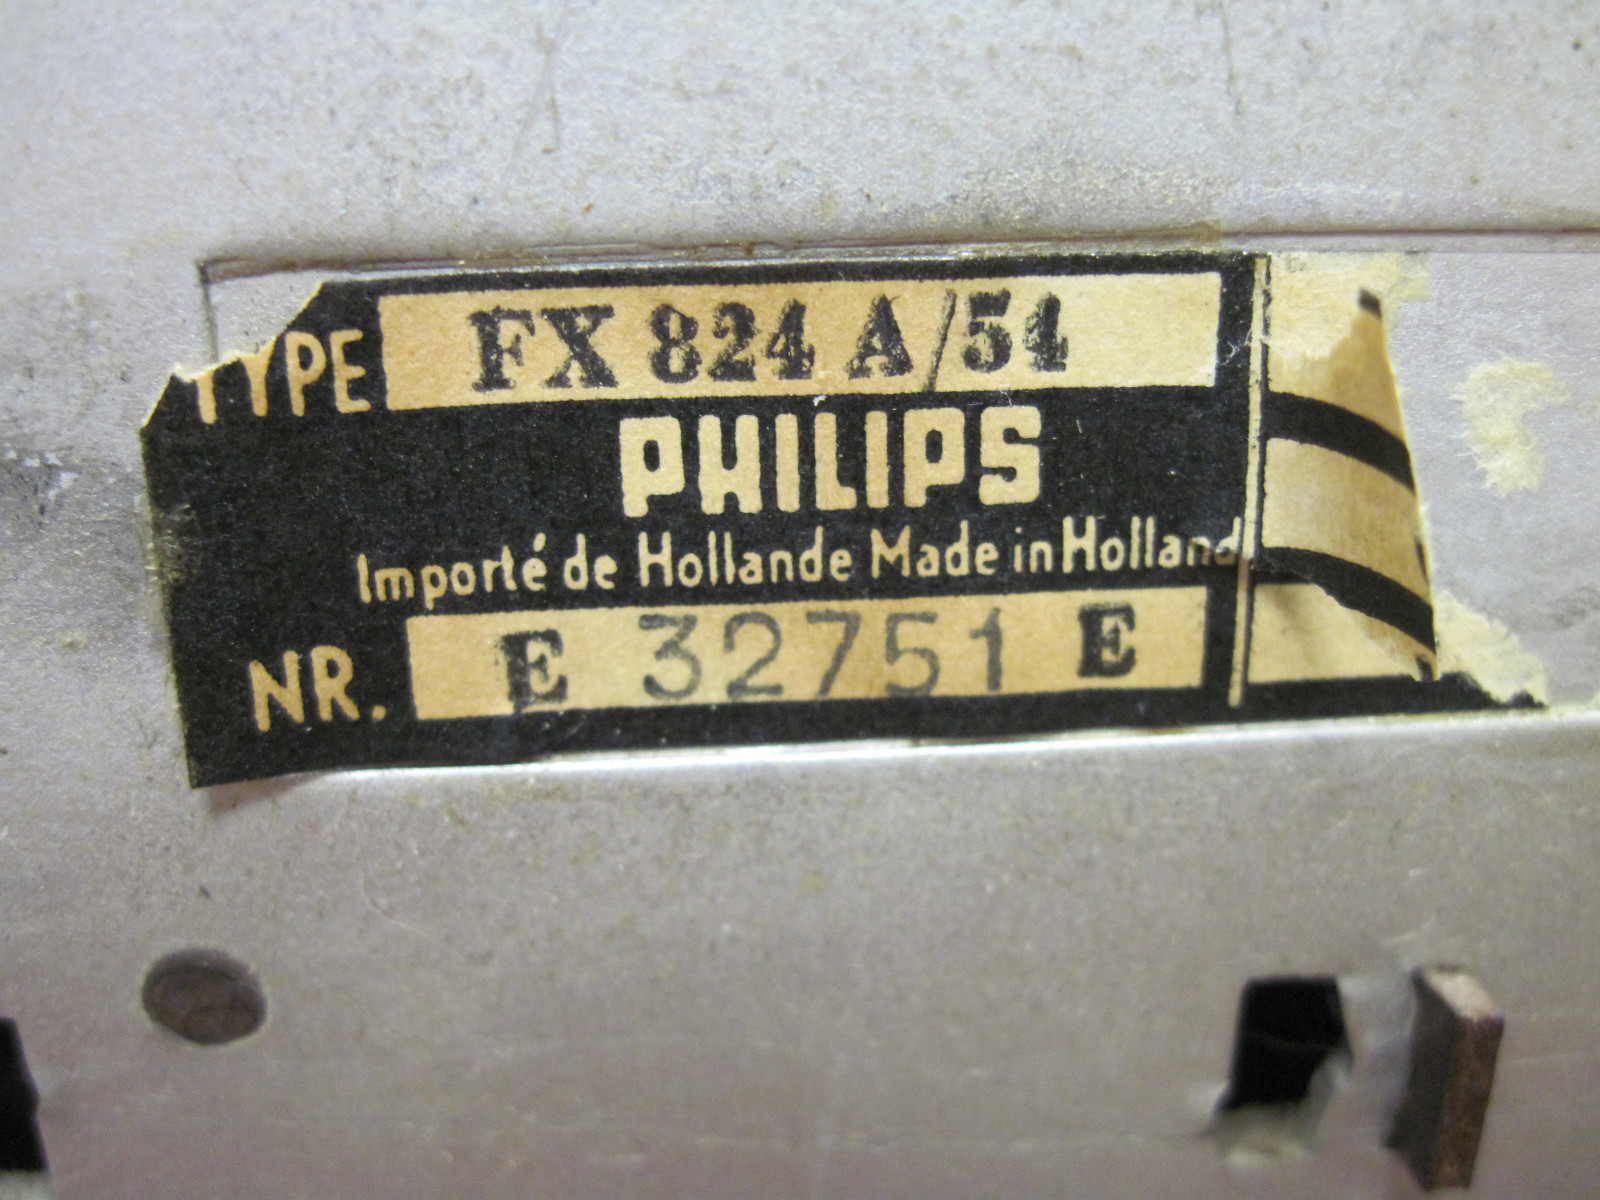 TYPE FX 824 A/54
PHILIPS
Importé de Hollande Made in Holland
NR. E 32751 E